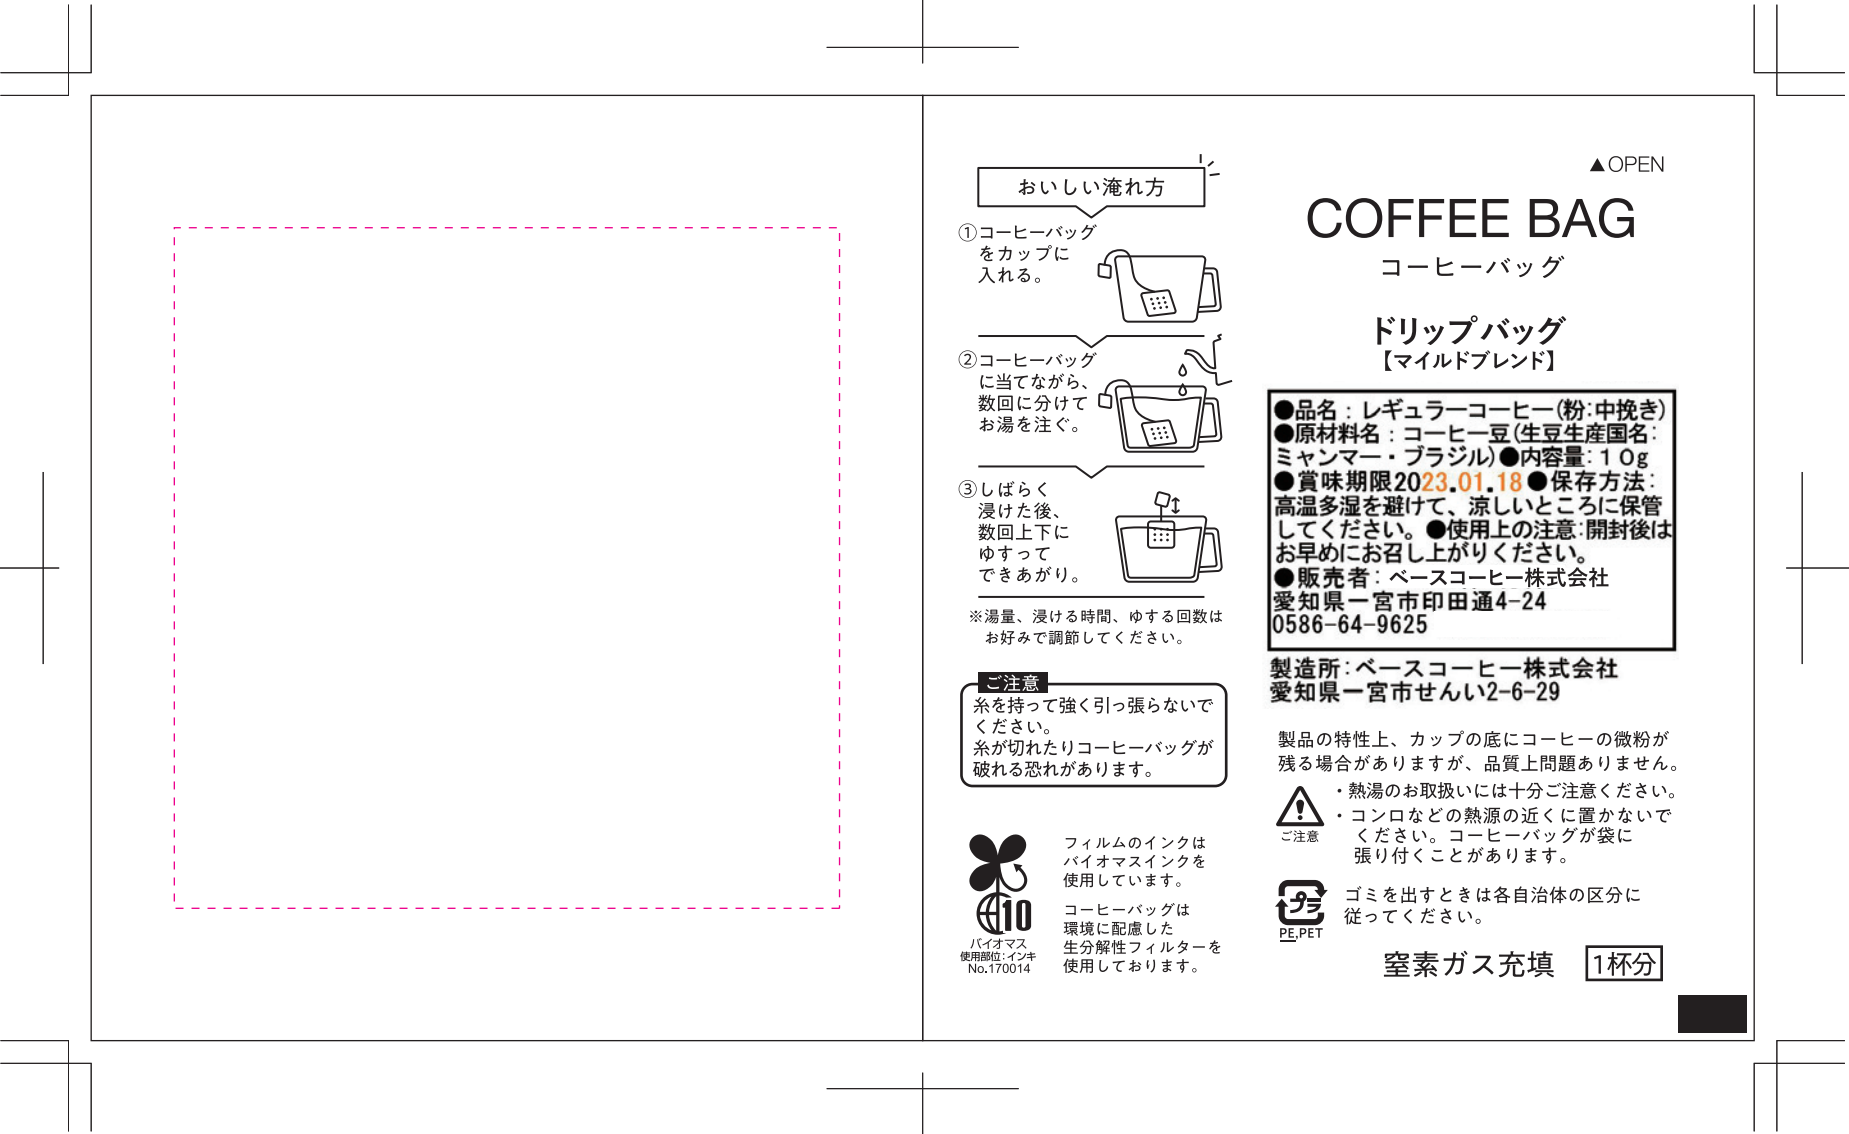 おいしい淹れ方
①コーヒーバッグ
をカップに
入れる。
②コーヒーバッグ
に当てながら、
数回に分けて
お湯を注ぐ。
③しばらく
浸けた後、
数回上下に
ゆすって
できあがり。
※湯量、浸ける時間、ゆする回数は
お好みで調節してください。
ご注意
糸を持って強く引っ張らないで
ください。
糸が切れたりコーヒーバッグが
破れる恐れがあります。
10
バイオマス
使用部位:インキ
No.170014
フィルムのインクは
バイオマスインクを
使用しています。
コーヒーバッグは
環境に配慮した
生分解性フィルターを
使用しております。
▲OPEN
COFFEE BAG
コーヒーバッグ
ドリップバッグ
【マイルドブレンド】
●品名：レギュラーコーヒー(粉:中挽き)
●原材料名：コーヒー豆(生豆生産国名:
ミャンマー・ブラジル)●内容量:１０g
●賞味期限2023.01.18●保存方法:
高温多湿を避けて、涼しいところに保管
してください。●使用上の注意:開封後は
お早めにお召し上がりください。
●販売者:ベースコーヒー株式会社
愛知県一宮市印田通4-24
0586-64-9625
製造所:ベースコーヒー株式会社
愛知県一宮市せんい2-6-29
製品の特性上、カップの底にコーヒーの微粉が
残る場合がありますが、品質上問題ありません。
ご注意
・熱湯のお取扱いには十分ご注意ください。
・コンロなどの熱源の近くに置かないで
ください。コーヒーバッグが袋に
張り付くことがあります。
プラ
PE,PET
ゴミを出すときは各自治体の区分に
従ってください。
窒素ガス充填
1杯分